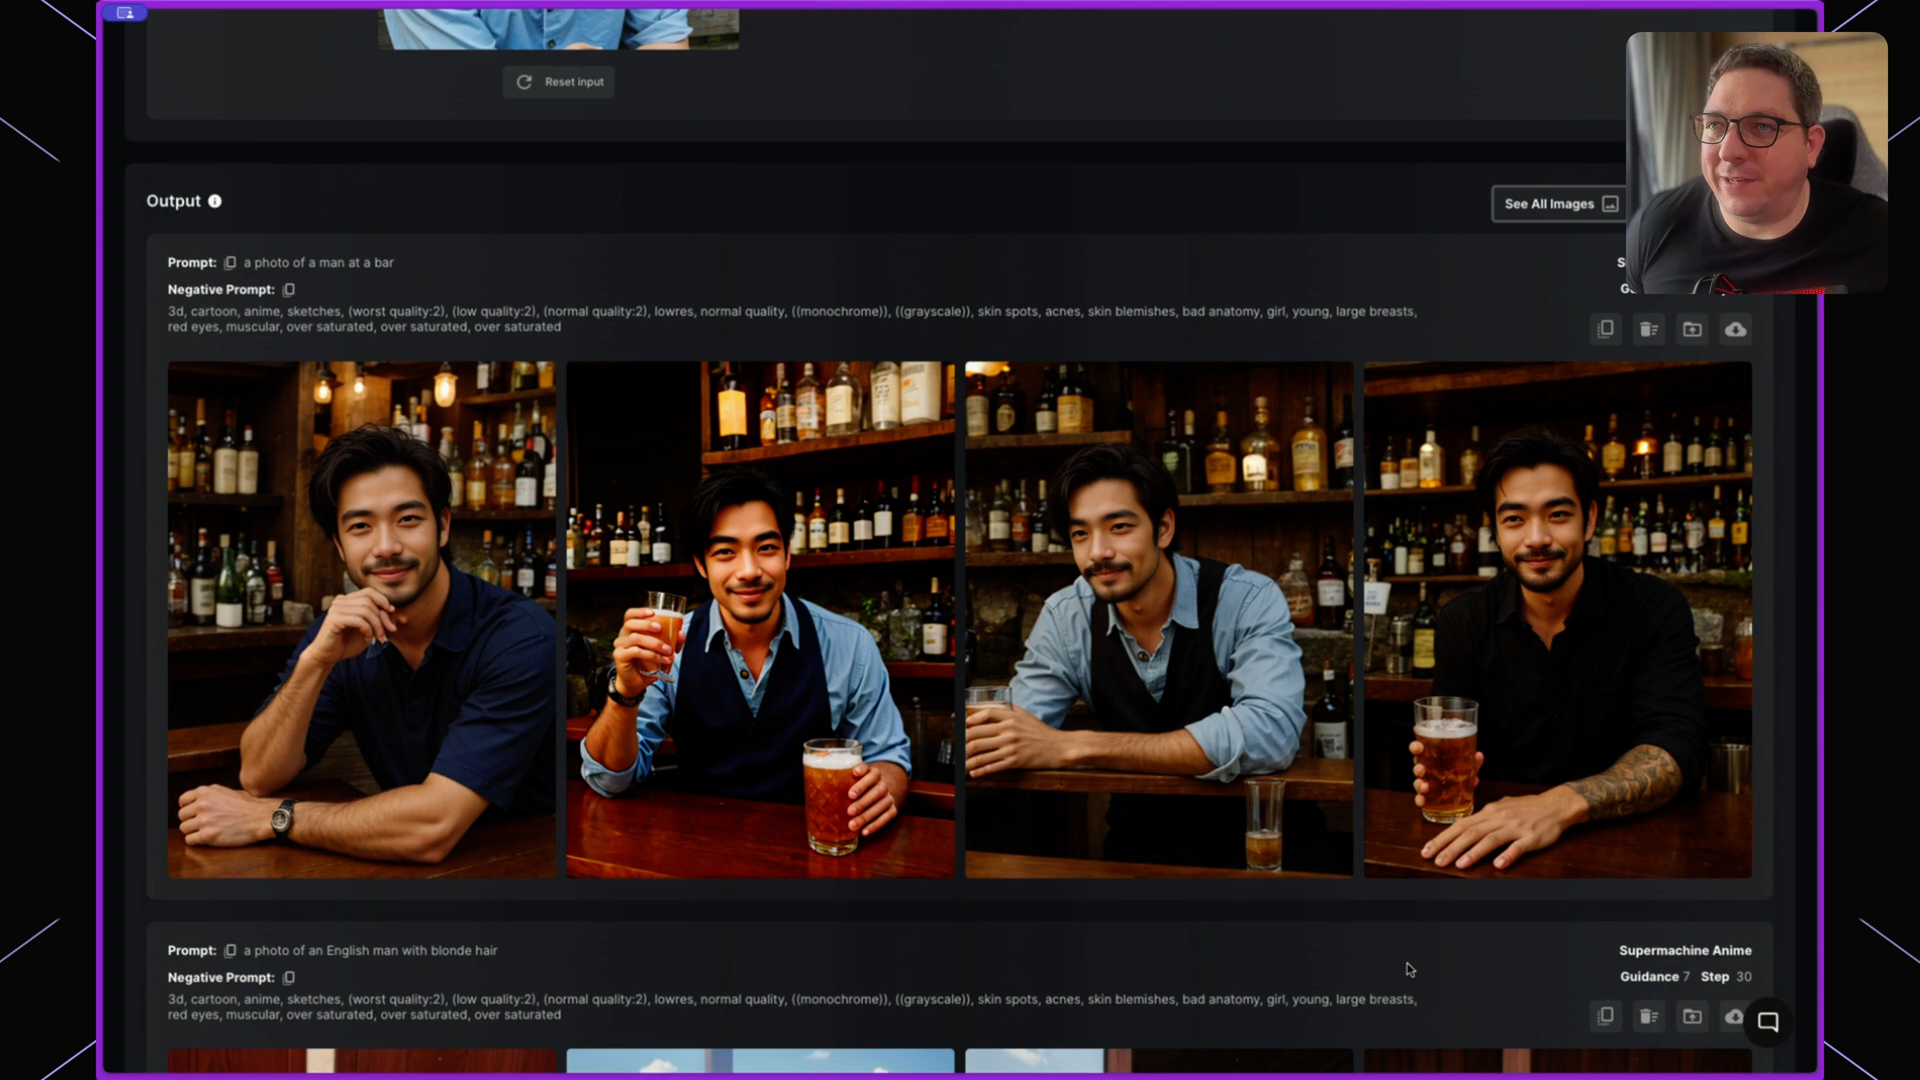 Reset input
Output
See All Images
Prompt: a photo of a man at a bar
Negative Prompt:
3d, cartoon, anime, sketches, (worst quality:2), (low quality:2), (normal quality:2), lowres, normal quality, ((monochrome)), ((grayscale)), skin spots, acnes, skin blemishes, bad anatomy, girl, young, large breasts,
red eyes, muscular, over saturated, over saturated, over saturated
Prompt: a photo of an English man with blonde hair
Supermachine Anime
Negative Prompt:
Guidance 7 Step 30
3d, cartoon, anime, sketches, (worst quality:2), (low quality:2), (normal quality:2), lowres, normal quality, ((monochrome)), ((grayscale)), skin spots, acnes, skin blemishes, bad anatomy, girl, young, large breasts,
red eyes, muscular, over saturated, over saturated, over saturated